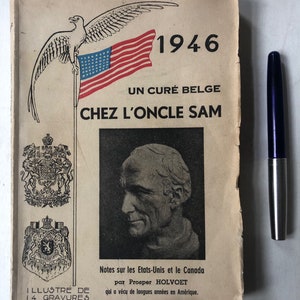 1946
UN CURÉ BELGE
CHEZ L'ONCLE SAM
Notes sur les Etats-Unis et le Canada
par Prosper HOLVOET
qui a vécu de longues années en Amérique.
ILLUSTRÉ DE
14 GRAVURES